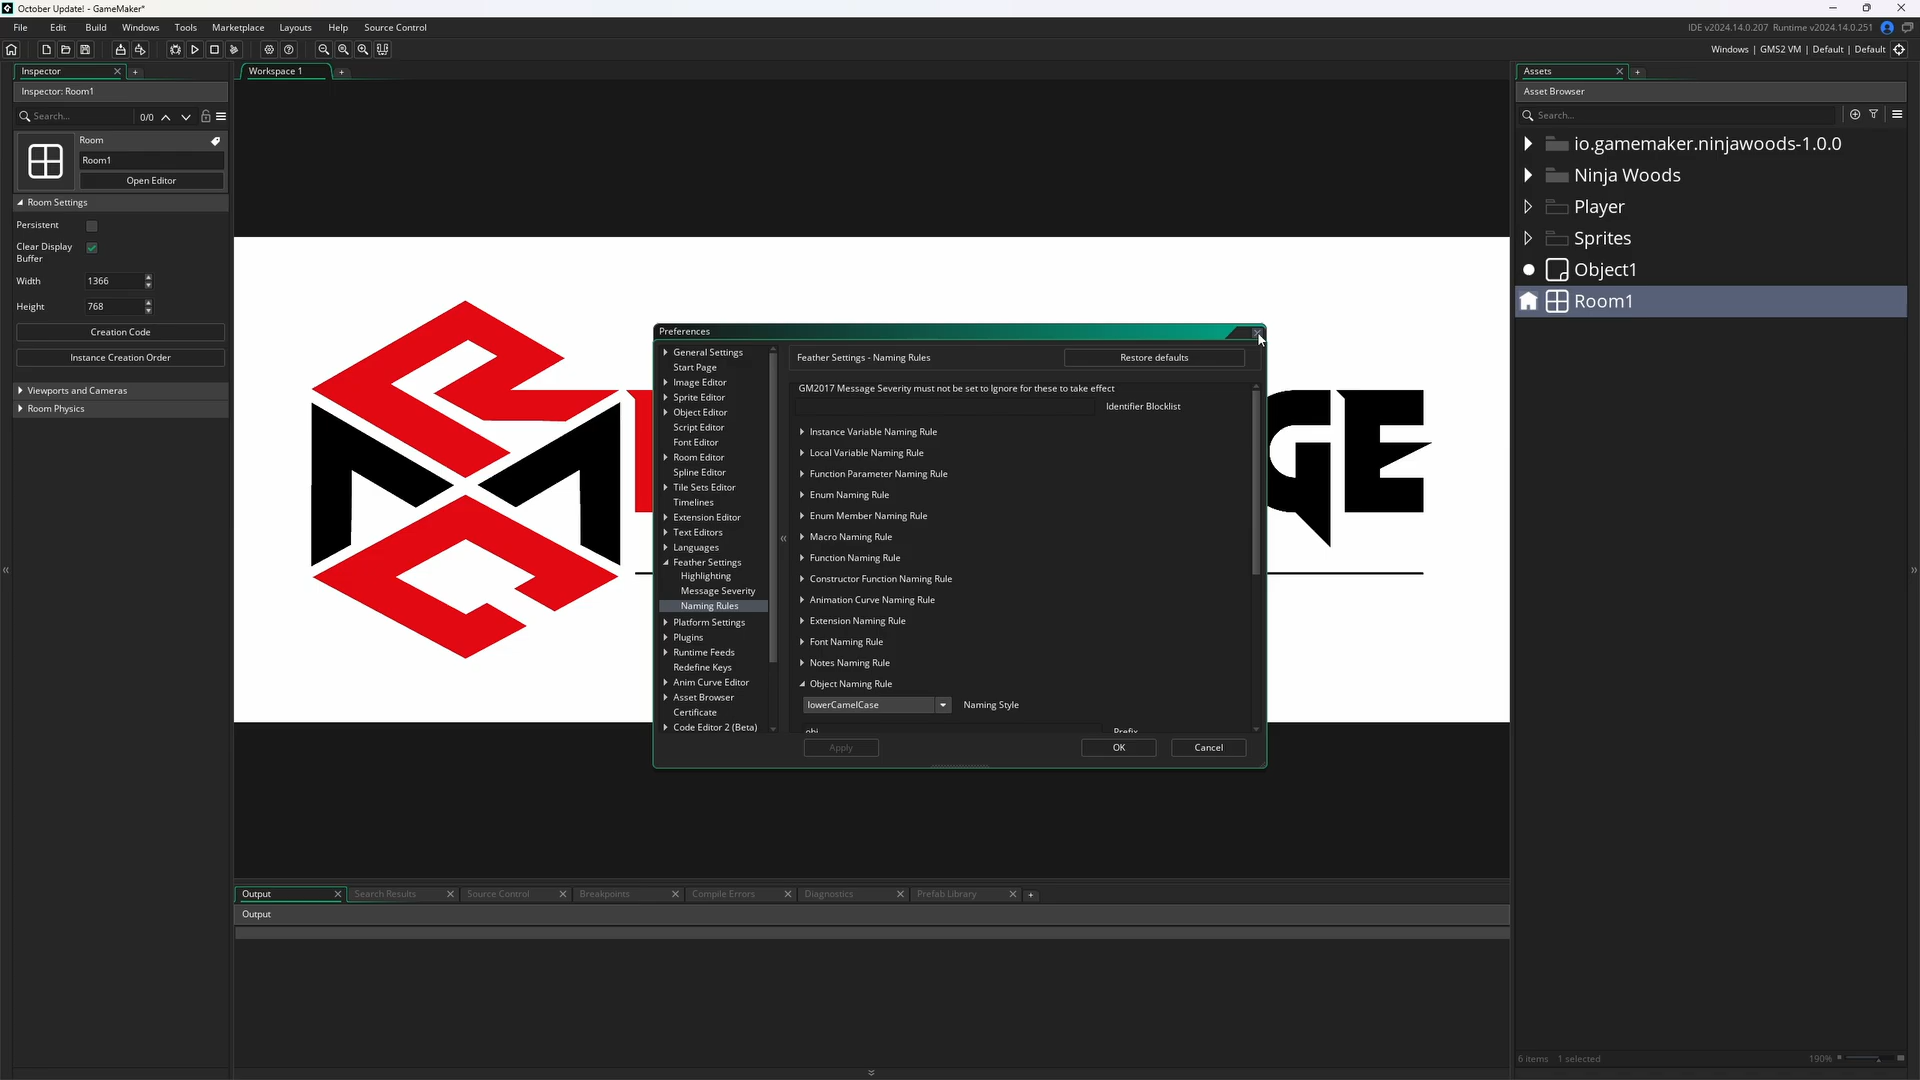 October Update! - GameMaker*
File Edit Build Windows Tools Marketplace Layouts Help Source Control
IDE v2024.14.0.207 Runtime v2024.14.0.251
Windows | GMS2 VM | Default | Default
Inspector
Inspector: Room1
Search...
0/0
Room
Room1
Open Editor
Room Settings
Persistent
Clear Display
Buffer
Width 1366
Height 768
Creation Code
Instance Creation Order
Viewports and Cameras
Room Physics
Workspace 1
GE
Preferences
General Settings
Start Page
Image Editor
Sprite Editor
Object Editor
Script Editor
Font Editor
Room Editor
Spline Editor
Tile Sets Editor
Timelines
Extension Editor
Text Editors
Languages
Feather Settings
Highlighting
Message Severity
Naming Rules
Platform Settings
Plugins
Runtime Feeds
Redefine Keys
Anim Curve Editor
Asset Browser
Certificate
Code Editor 2 (Beta)
Feather Settings - Naming Rules
Restore defaults
GM2017 Message Severity must not be set to Ignore for these to take effect
Identifier Blocklist
Instance Variable Naming Rule
Local Variable Naming Rule
Function Parameter Naming Rule
Enum Naming Rule
Enum Member Naming Rule
Macro Naming Rule
Function Naming Rule
Constructor Function Naming Rule
Animation Curve Naming Rule
Extension Naming Rule
Font Naming Rule
Notes Naming Rule
Object Naming Rule
lowerCamelCase Naming Style
obj Prefix
Apply OK Cancel
Output Search Results Source Control Breakpoints Compile Errors Diagnostics Prefab Library
Output
Assets
Asset Browser
Search...
io.gamemaker.ninjawoods-1.0.0
Ninja Woods
Player
Sprites
Object1
Room1
6 items 1 selected
190%